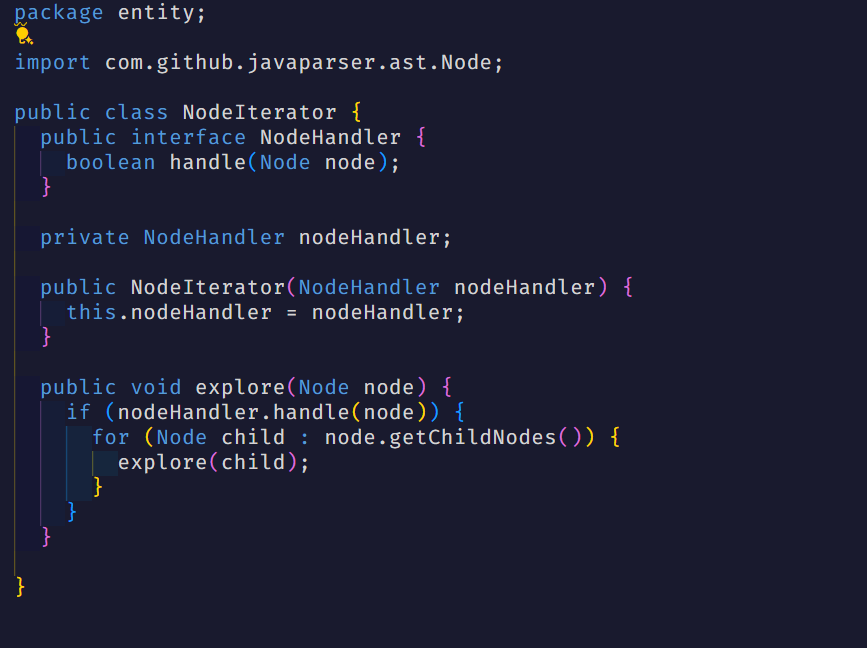 package entity;
import com.github.javaparser.ast.Node;
public class NodeIterator {
public interface NodeHandler {
boolean handle(Node node);
}
private NodeHandler nodeHandler;
public NodeIterator(NodeHandler nodeHandler) {
this.nodeHandler = nodeHandler;
}
public void explore(Node node) {
if (nodeHandler.handle(node)) {
for (Node child : node.getChildNodes()) {
explore(child);
}
}
}
}